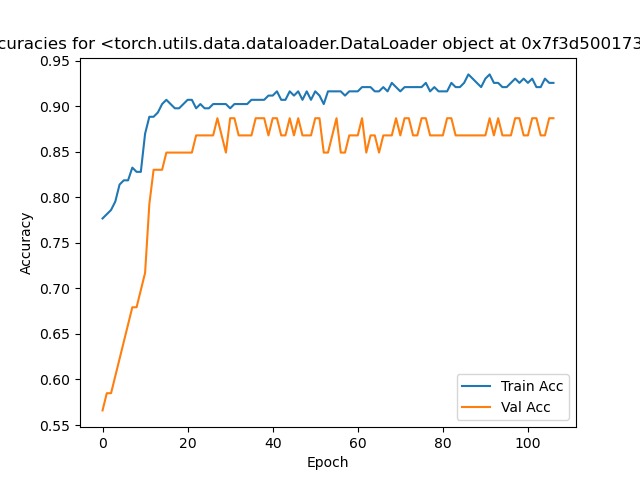 curacies for <torch.utils.data.dataloader.DataLoader object at 0x7f3d500173
0.95
0.90
0.85
0.80
0.75
0.70
0.65
0.60
0.55
Accuracy
Train Acc
Val Acc
0 20 40 60 80 100
Epoch